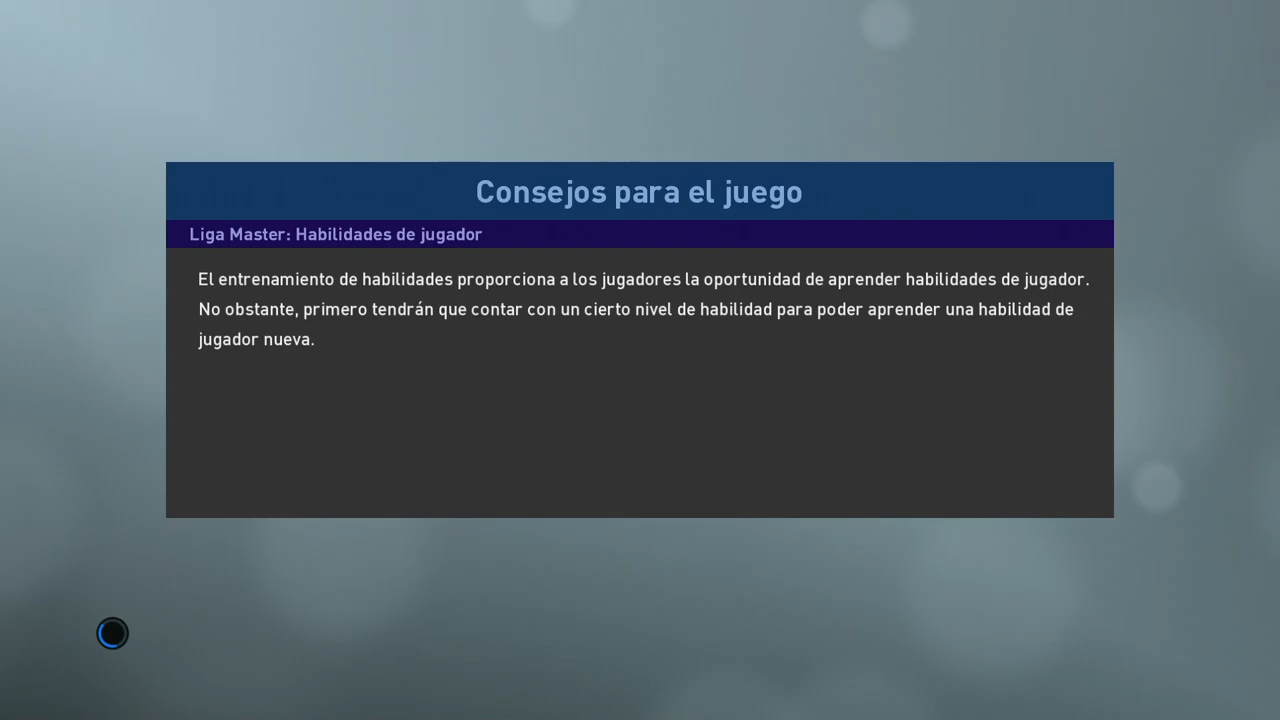 Consejos para el juego
Liga Master: Habilidades de jugador
El entrenamiento de habilidades proporciona a los jugadores la oportunidad de aprender habilidades de jugador.
No obstante, primero tendrán que contar con un cierto nivel de habilidad para poder aprender una habilidad de
jugador nueva.